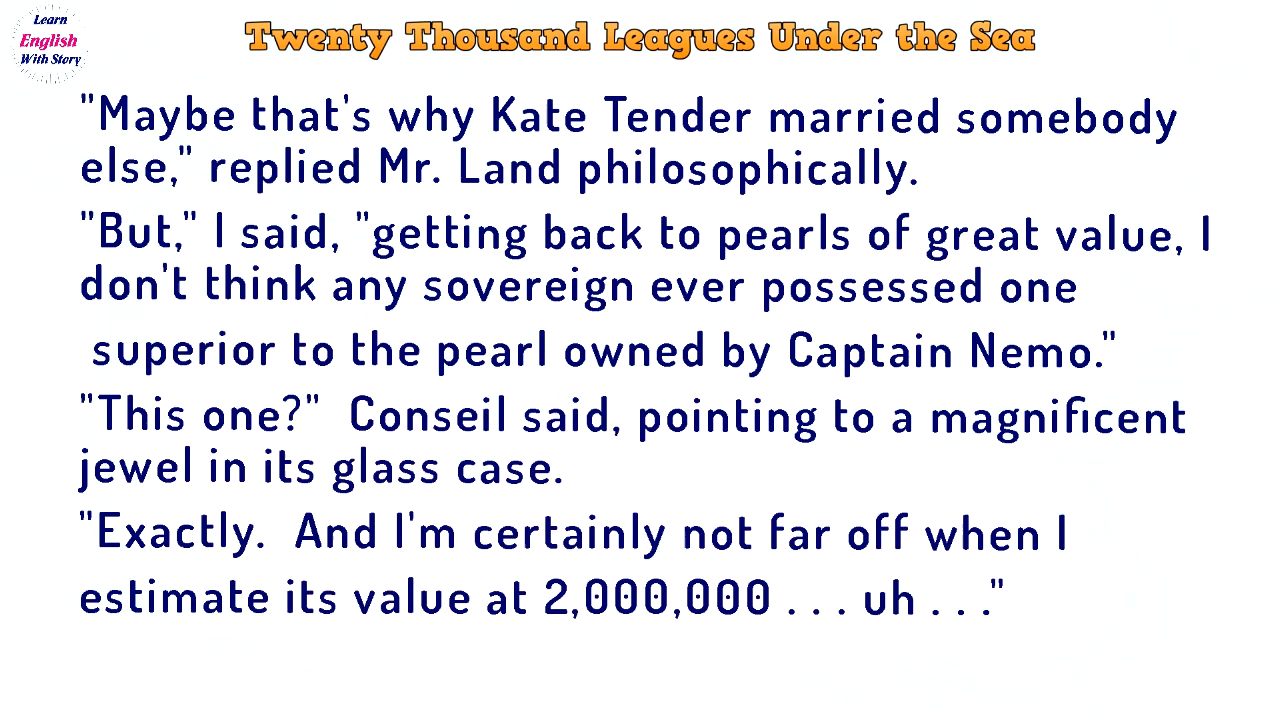 Learn
English
With Story
Twenty Thousand Leagues Under the Sea
"Maybe that's why Kate Tender married somebody
else," replied Mr. Land philosophically.
"But," I said, "getting back to pearls of great value, I
don't think any sovereign ever possessed one
superior to the pearl owned by Captain Nemo."
"This one?"  Conseil said, pointing to a magnificent
jewel in its glass case.
"Exactly.  And I'm certainly not far off when I
estimate its value at 2,000,000 . . . uh . . ."